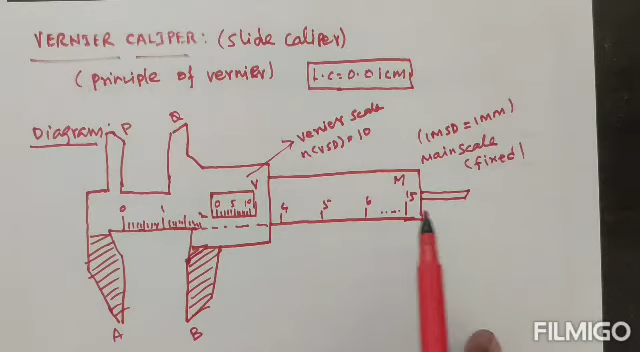 VERNIER CALIPER: (slide caliper)
(principle of vernier) L.C = 0.01cm
Diagram:
P
Q
vernier scale
n(VSD) = 10
(1MSD = 1MM)
Main scale
(fixed)
0 1 2
0 5 10
V
4 5 6 ..... 15
M
A
B
FILMIGO